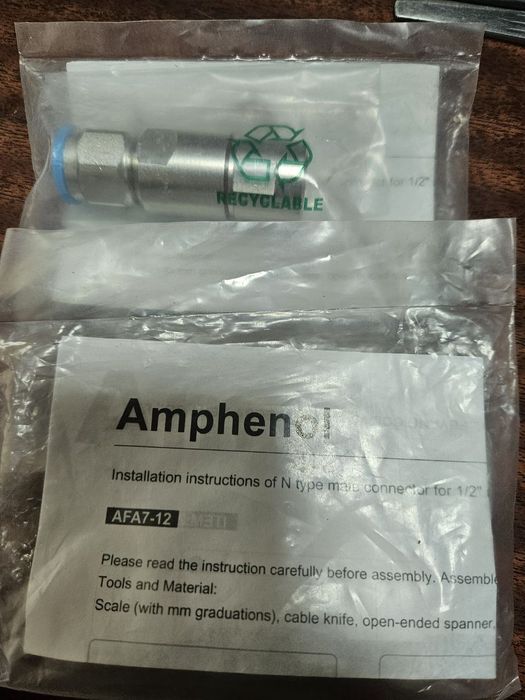 for 1/2"
RECYCLABLE
Amphenol
Installation instructions of N type male connector for 1/2"
AFA7-12
Please read the instruction carefully before assembly. Assemble
Tools and Material:
Scale (with mm graduations), cable knife, open-ended spanner,